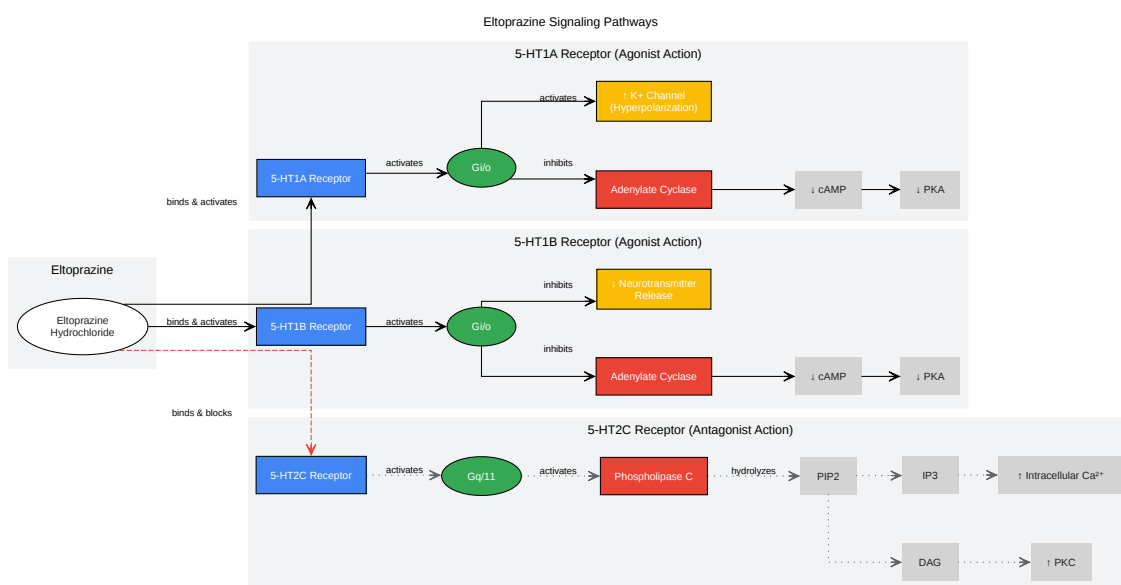 Eltoprazine Signaling Pathways
5-HT1A Receptor (Agonist Action)
activates
↑ K+ Channel
(Hyperpolarization)
5-HT1A Receptor
activates
Gi/o
inhibits
Adenylate Cyclase
↓ cAMP
↓ PKA
binds & activates
5-HT1B Receptor (Agonist Action)
Eltoprazine
Eltoprazine
Hydrochloride
binds & activates
5-HT1B Receptor
activates
Gi/o
inhibits
↓ Neurotransmitter
Release
inhibits
Adenylate Cyclase
↓ cAMP
↓ PKA
binds & blocks
5-HT2C Receptor (Antagonist Action)
5-HT2C Receptor
activates
Gq/11
activates
Phospholipase C
hydrolyzes
PIP2
IP3
↑ Intracellular Ca²⁺
DAG
↑ PKC